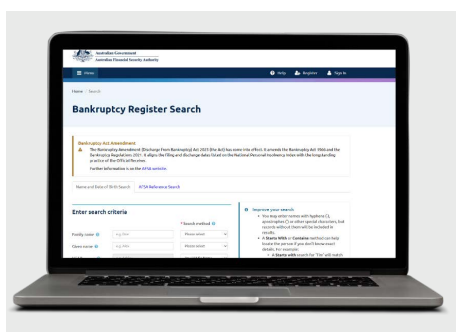 Australian Government
Australian Financial Security Authority
Home
Help
Register
Sign In
Home / Search
Bankruptcy Register Search
Bankruptcy Act Amendment
The Bankruptcy Amendment (Discharge from Bankruptcy) Act 2023 (the Act) has come into effect. It amends the Bankruptcy Act 1966 and the
Bankruptcy Regulations 2021. It aligns the filing and discharge dates listed on the National Personal Insolvency Index with the long-standing
practice of the Official Receiver.
Further information is on the AFSA website.
Name and Date of Birth Search
AFSA Reference Search
Enter search criteria
* Search method
Family name
e.g. Doe
Please select
Given name
e.g. John
Please select
Improve your search
You may enter names with hyphens (-),
apostrophes (') or other special characters, but
records without them will be included in
results.
A Starts With or Contains method can help
locate the person if you don't know exact
details. For example:
A Starts with search for "Da" will match